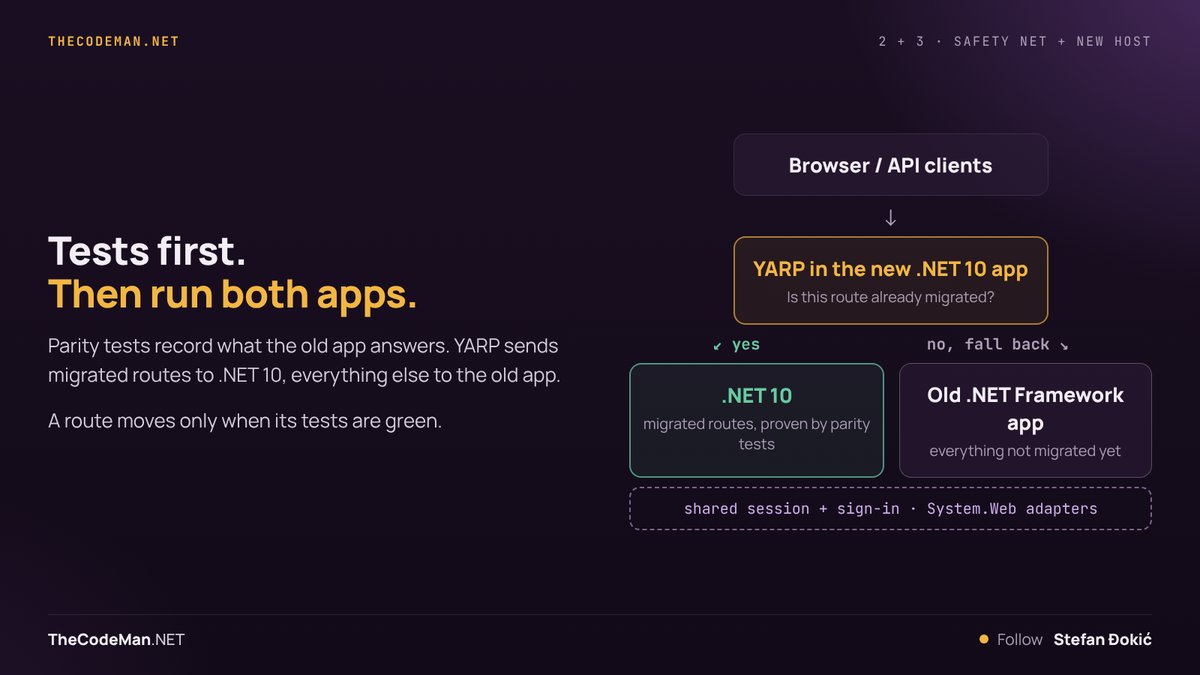 THECODEMAN.NET
2 + 3 · SAFETY NET + NEW HOST
Tests first.
Then run both apps.
Parity tests record what the old app answers. YARP sends
migrated routes to .NET 10, everything else to the old app.
A route moves only when its tests are green.
Browser / API clients
↓
YARP in the new .NET 10 app
Is this route already migrated?
↙ yes
no, fall back ↘
.NET 10
migrated routes, proven by parity
tests
Old .NET Framework
app
everything not migrated yet
shared session + sign-in · System.Web adapters
TheCodeMan.NET
Follow Stefan Đokić